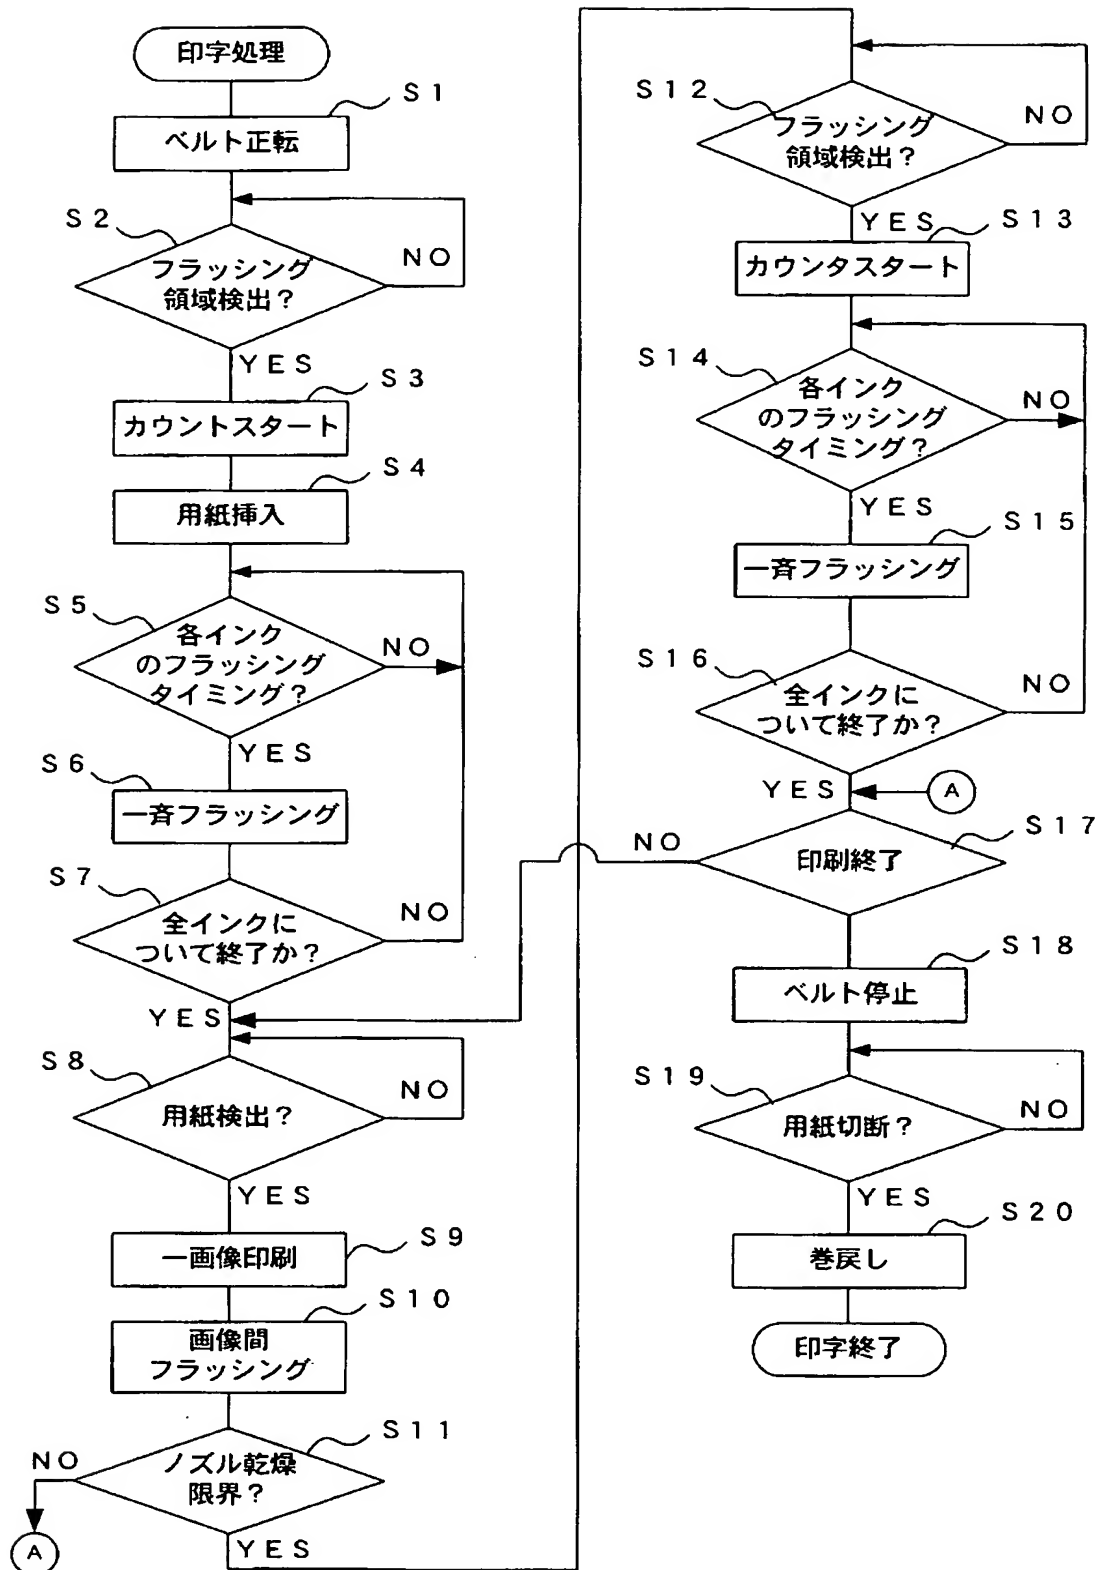 印字処理
S1
ベルト正転
S2
フラッシング
領域検出？
NO
YES
S3
カウントスタート
S4
用紙挿入
S5
各インク
のフラッシング
タイミング？
NO
YES
S6
一斉フラッシング
S7
全インクに
ついて終了か？
NO
YES
S8
用紙検出？
NO
YES
S9
一画像印刷
S10
画像間
フラッシング
S11
ノズル乾燥
限界？
NO
A
YES
S12
フラッシング
領域検出？
NO
YES
S13
カウンタスタート
S14
各インク
のフラッシング
タイミング？
NO
YES
S15
一斉フラッシング
S16
全インクに
ついて終了か？
NO
YES
A
S17
NO
印刷終了
S18
ベルト停止
S19
用紙切断？
NO
YES
S20
巻戻し
印字終了